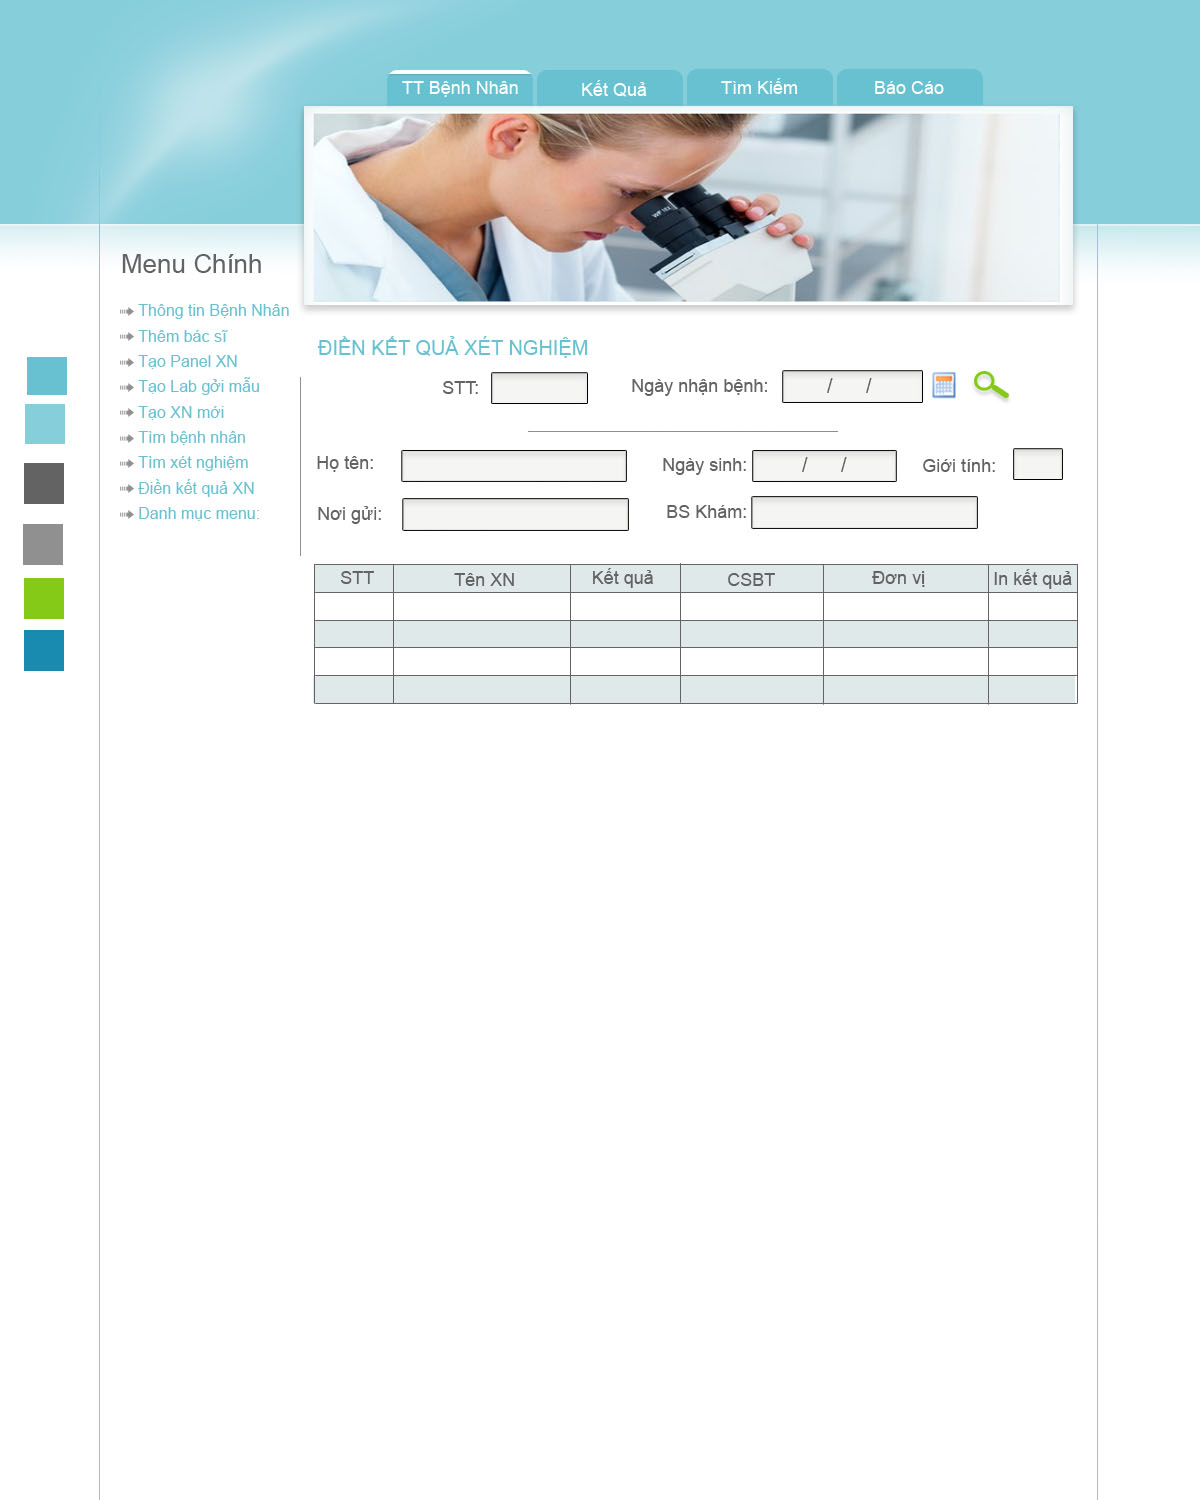 TT Bệnh Nhân
Kết Quả
Tìm Kiếm
Báo Cáo
WF 10x
Menu Chính
Thông tin Bệnh Nhân
Thêm bác sĩ
Tạo Panel XN
Tạo Lab gởi mẫu
Tạo XN mới
Tìm bệnh nhân
Tìm xét nghiệm
Điền kết quả XN
Danh mục menu:
ĐIỀN KẾT QUẢ XÉT NGHIỆM
STT:
Ngày nhận bệnh: / /
Họ tên:
Ngày sinh: / /
Giới tính:
Nơi gửi:
BS Khám:
STT Tên XN Kết quả CSBT Đơn vị In kết quả